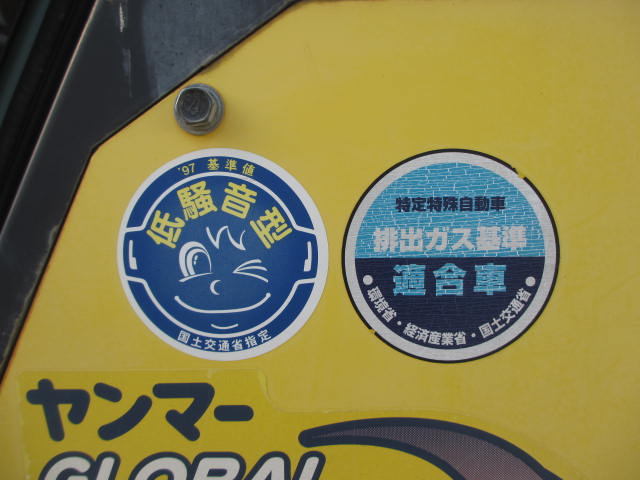 '97 基準値
低騒音型
国土交通省指定
特定特殊自動車
排出ガス基準
適合車
環境省・経済産業省・国土交通省
ヤンマー
GLOBAL